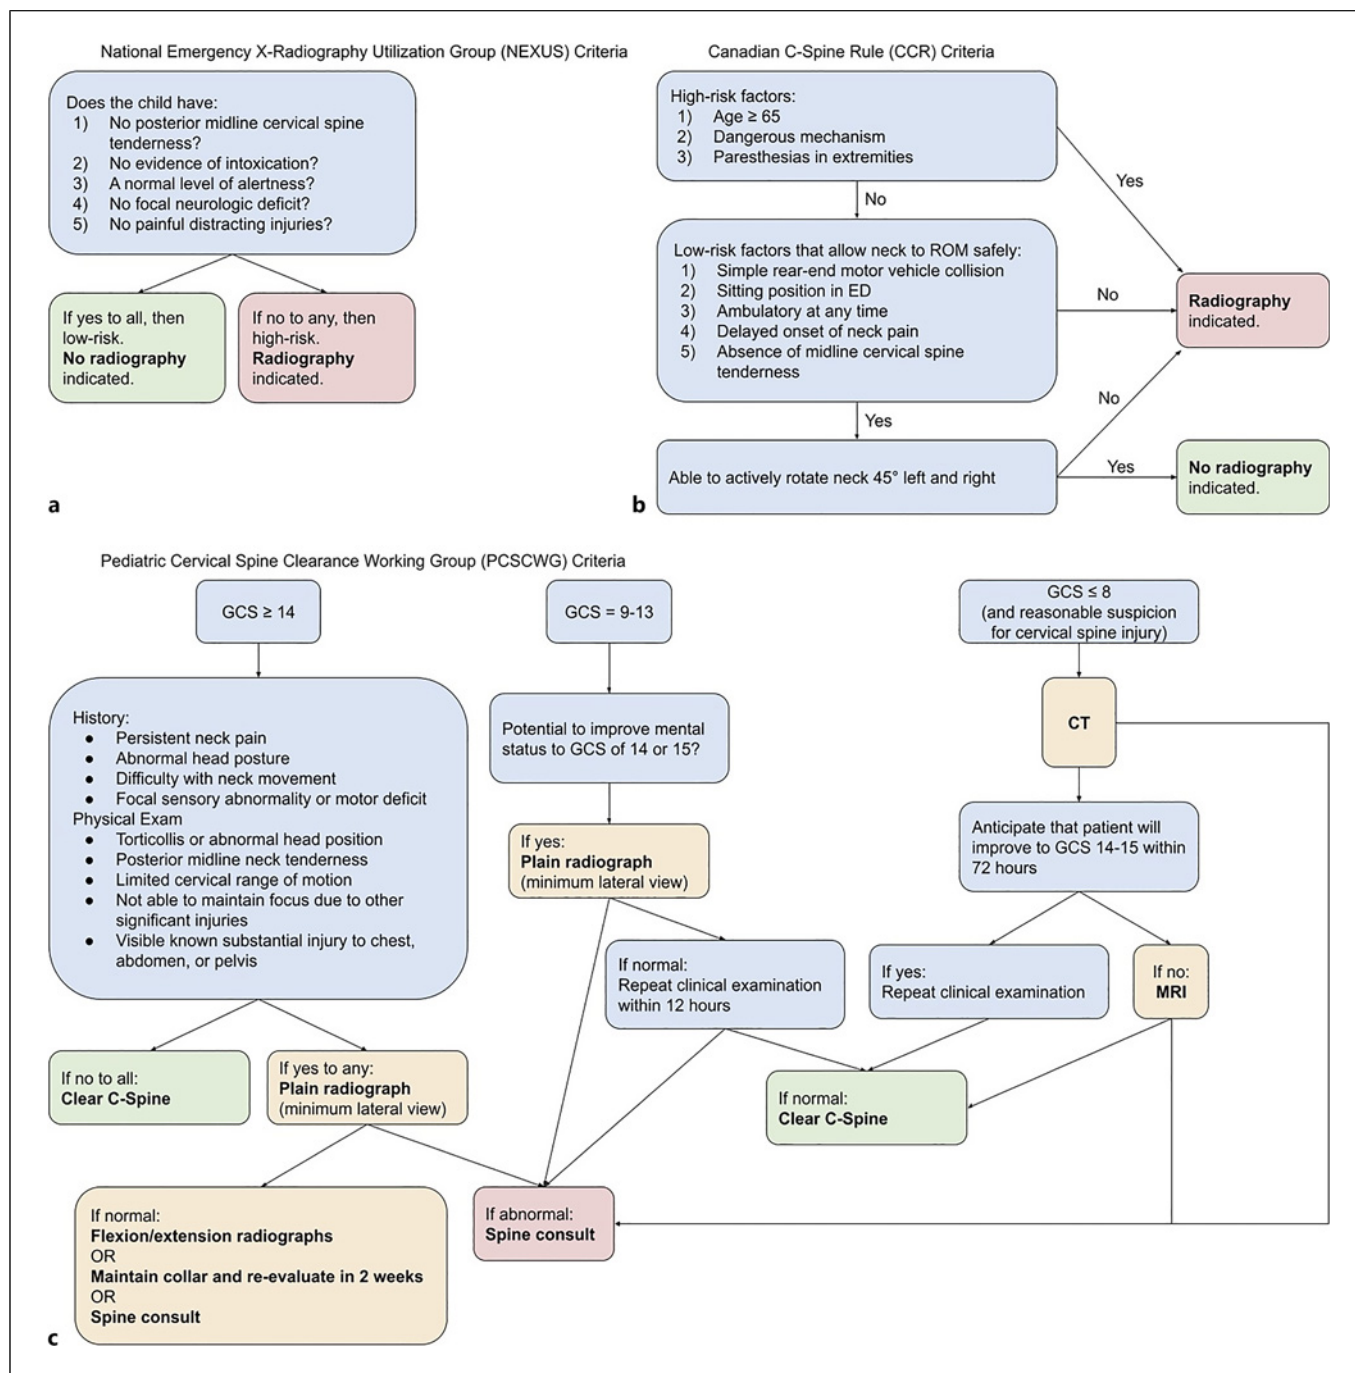 National Emergency X-Radiography Utilization Group (NEXUS) Criteria
Does the child have:
1) No posterior midline cervical spine
tenderness?
2) No evidence of intoxication?
3) A normal level of alertness?
4) No focal neurologic deficit?
5) No painful distracting injuries?
If yes to all, then
low-risk.
No radiography
indicated.
If no to any, then
high-risk.
Radiography
indicated.
a
Canadian C-Spine Rule (CCR) Criteria
High-risk factors:
1) Age ≥ 65
2) Dangerous mechanism
3) Paresthesias in extremities
Yes
No
Low-risk factors that allow neck to ROM safely:
1) Simple rear-end motor vehicle collision
2) Sitting position in ED
3) Ambulatory at any time
4) Delayed onset of neck pain
5) Absence of midline cervical spine
tenderness
No
Radiography
indicated.
Yes
No
Able to actively rotate neck 45° left and right
Yes
No radiography
indicated.
b
Pediatric Cervical Spine Clearance Working Group (PCSCWG) Criteria
GCS ≥ 14
History:
● Persistent neck pain
● Abnormal head posture
● Difficulty with neck movement
● Focal sensory abnormality or motor deficit
Physical Exam
● Torticollis or abnormal head position
● Posterior midline neck tenderness
● Limited cervical range of motion
● Not able to maintain focus due to other
significant injuries
● Visible known substantial injury to chest,
abdomen, or pelvis
If no to all:
Clear C-Spine
If yes to any:
Plain radiograph
(minimum lateral view)
If normal:
Flexion/extension radiographs
OR
Maintain collar and re-evaluate in 2 weeks
OR
Spine consult
GCS = 9-13
Potential to improve mental
status to GCS of 14 or 15?
If yes:
Plain radiograph
(minimum lateral view)
If normal:
Repeat clinical examination
within 12 hours
If abnormal:
Spine consult
GCS ≤ 8
(and reasonable suspicion
for cervical spine injury)
CT
Anticipate that patient will
improve to GCS 14-15 within
72 hours
If yes:
Repeat clinical examination
If no:
MRI
If normal:
Clear C-Spine
c